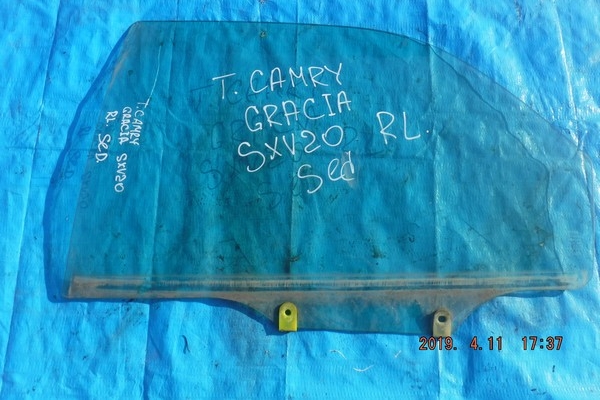 T. CAMRY
GRACIA
SXV20 RL.
Sed
T. CAMRY
GRACIA SXV20
RL. SED.
2019. 4.11 17:37